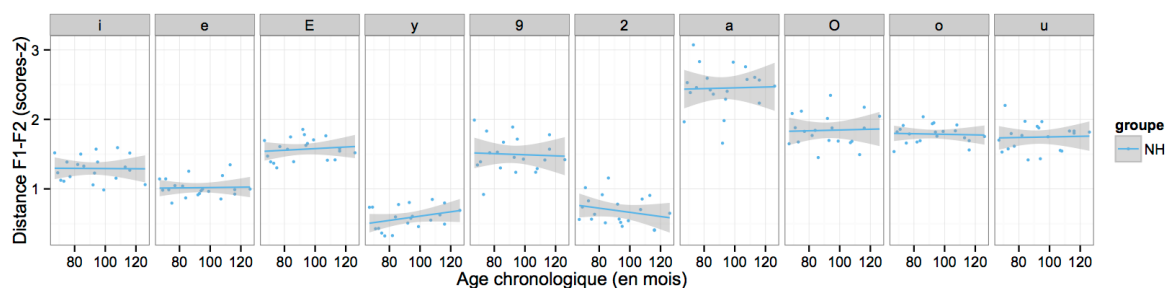 i e E y 9 2 a O o u
Distance F1-F2 (scores-z)
3
2
1
80 100 120 80 100 120 80 100 120 80 100 120 80 100 120 80 100 120 80 100 120 80 100 120 80 100 120 80 100 120
Age chronologique (en mois)
groupe
NH